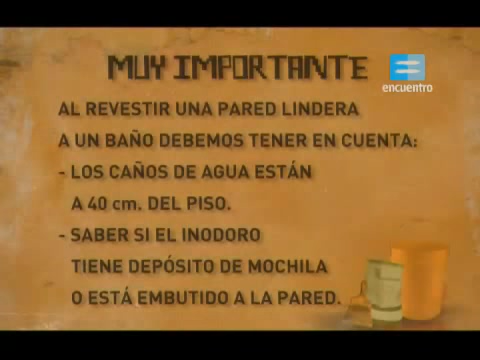 MUY IMPORTANTE
encuentro
AL REVESTIR UNA PARED LINDERA
A UN BAÑO DEBEMOS TENER EN CUENTA:
- LOS CAÑOS DE AGUA ESTÁN
A 40 cm. DEL PISO.
- SABER SI EL INODORO
TIENE DEPÓSITO DE MOCHILA
O ESTÁ EMBUTIDO A LA PARED.